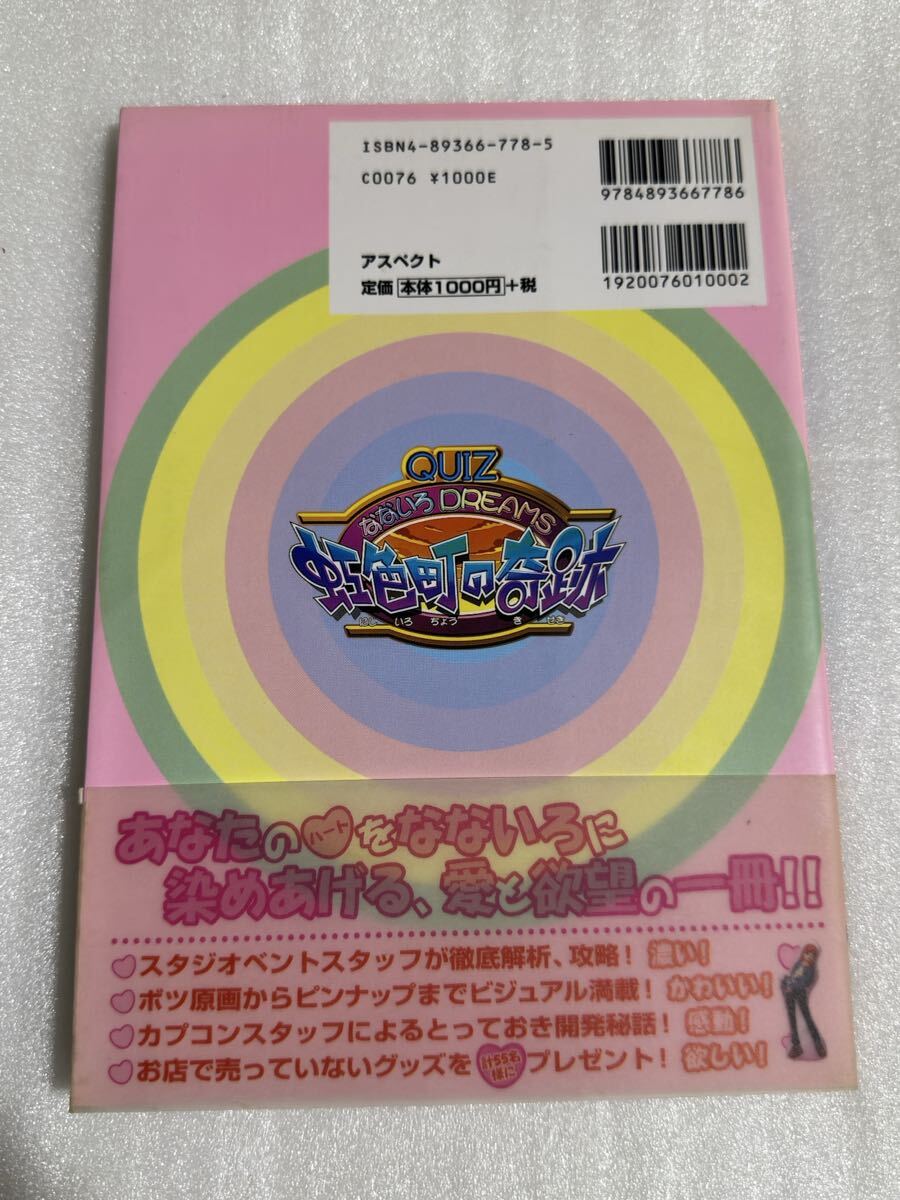 ISBN4-89366-778-5
C0076 ¥1000E
9784893667786
アスペクト
定価 本体1000円+税
1920076010002
QUIZ
なないろ DREAMS
虹色町の奇跡
にじ いろ ちょう き せき
あなたのハートをなないろに
染めあげる、愛と欲望の一冊!!
スタジオベントスタッフが徹底解析、攻略! 濃い!
ボツ原画からピンナップまでビジュアル満載! かわいい!
カプコンスタッフによるとっておき開発秘話! 感動!
お店で売っていないグッズを計55名様にプレゼント! 欲しい!